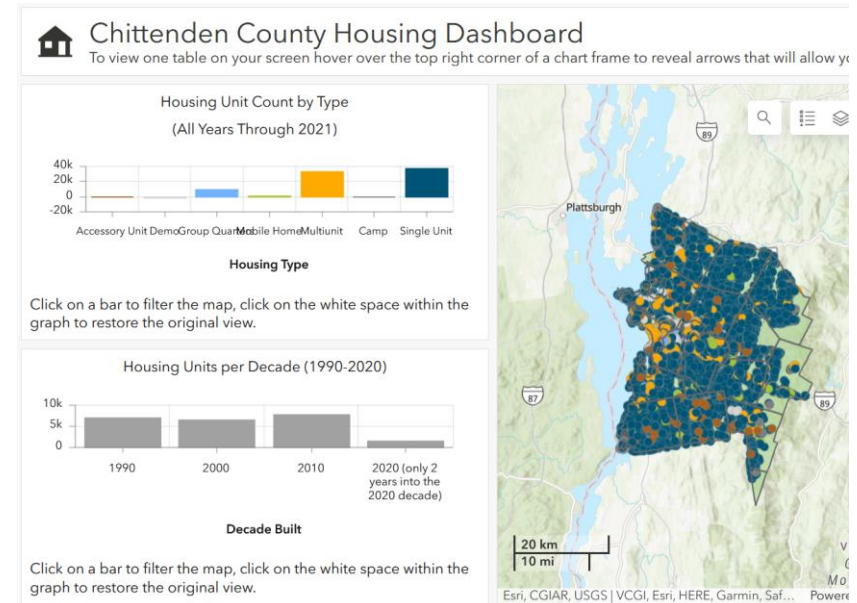 Chittenden County Housing Dashboard
To view one table on your screen hover over the top right corner of a chart frame to reveal arrows that will allow yo
Housing Unit Count by Type
(All Years Through 2021)
40k
20k
0
-20k
Accessory Unit Demo Group Quarters Mobile Home Multiunit Camp Single Unit
Housing Type
Click on a bar to filter the map, click on the white space within the
graph to restore the original view.
Housing Units per Decade (1990-2020)
10k
5k
0
1990 2000 2010 2020 (only 2
years into the
2020 decade)
Decade Built
Click on a bar to filter the map, click on the white space within the
graph to restore the original view.
89
Plattsburgh
87
89
20 km
10 mi
V
Mo
Esri, CGIAR, USGS | VCGI, Esri, HERE, Garmin, Saf... Powere